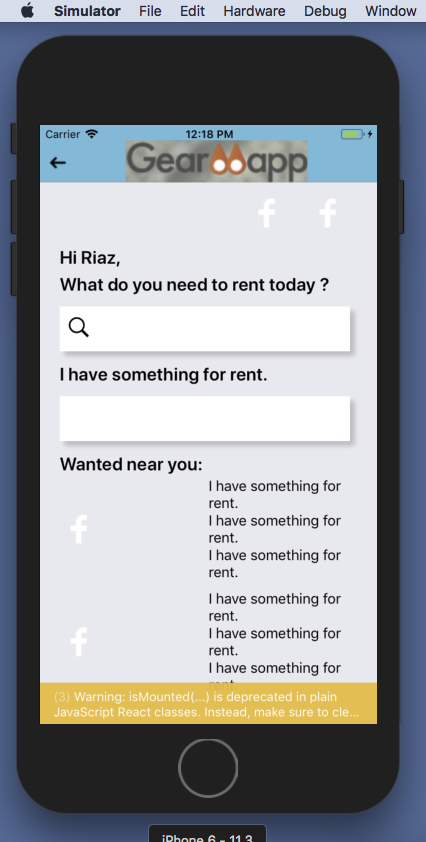 Simulator File Edit Hardware Debug Window
Carrier 12:18 PM
Gearmapp
f f
Hi Riaz,
What do you need to rent today ?
I have something for rent.
Wanted near you:
I have something for
rent.
I have something for
rent.
I have something for
rent.
f
I have something for
rent.
I have something for
rent.
I have something for
f
(3) Warning: isMounted(...) is deprecated in plain
JavaScript React classes. Instead, make sure to cle...
iPhone 6 - 11.3